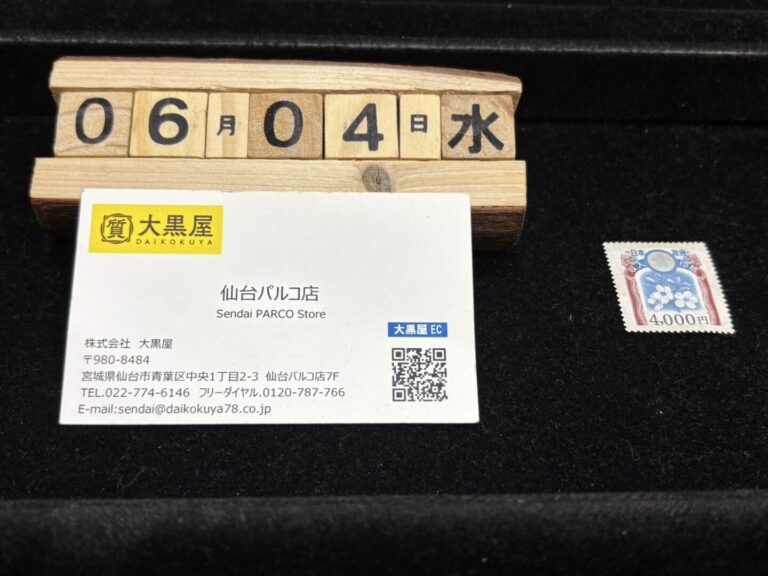 06月04日水
質 大黒屋
DAIKOKUYA
仙台パルコ店
Sendai PARCO Store
大黒屋 EC
株式会社 大黒屋
〒980-8484
宮城県仙台市青葉区中央1丁目2-3 仙台パルコ店7F
TEL.022-774-6146 フリーダイヤル.0120-787-766
E-mail:sendai@daikokuya78.co.jp
日本 政府
収入 印紙
4,000円